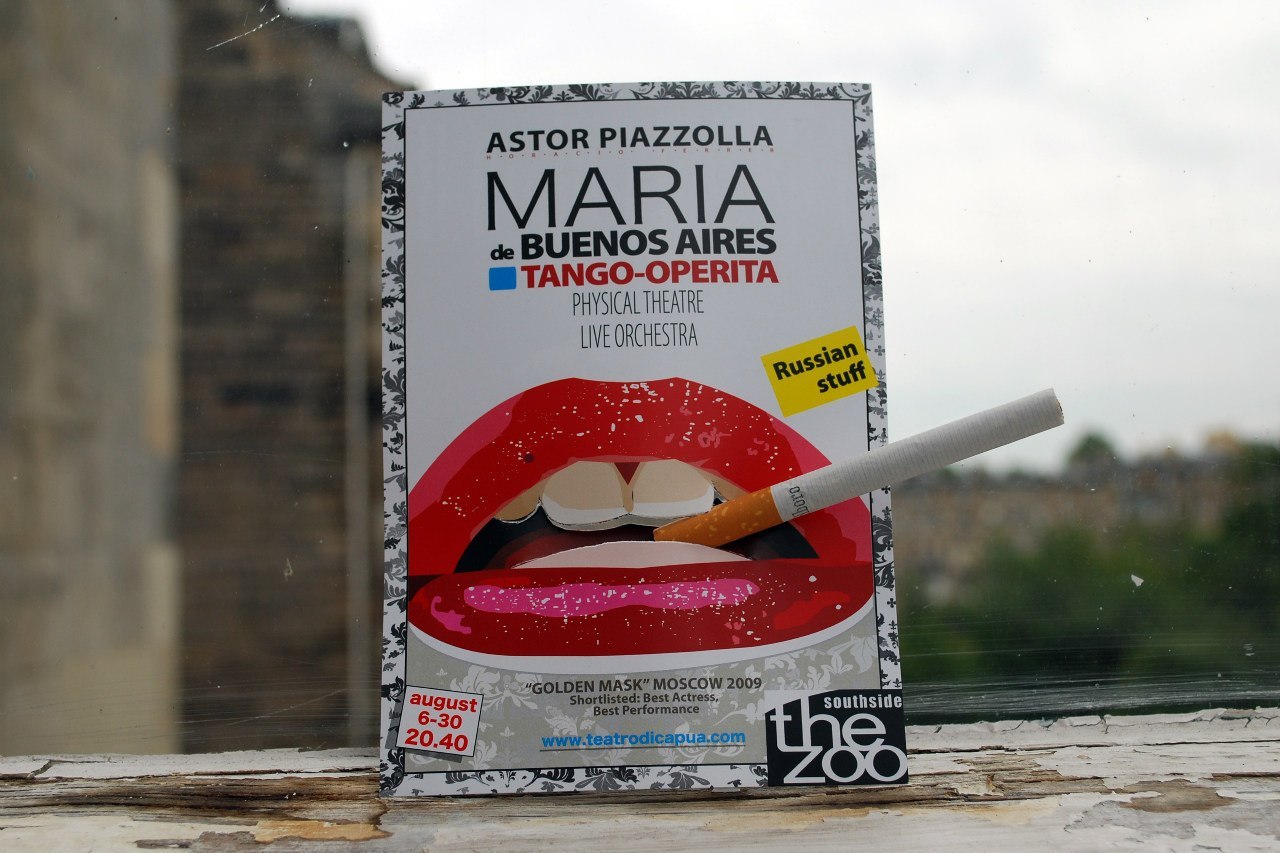 ASTOR PIAZZOLLA
HORACIO FERRER
MARIA
de BUENOS AIRES
TANGO-OPERITA
PHYSICAL THEATRE
LIVE ORCHESTRA
Russian
stuff
boro
"GOLDEN MASK" MOSCOW 2009
Shortlisted: Best Actress,
Best Performance
www.teatrodicapua.com
august
6-30
20.40
southside
the
zoo